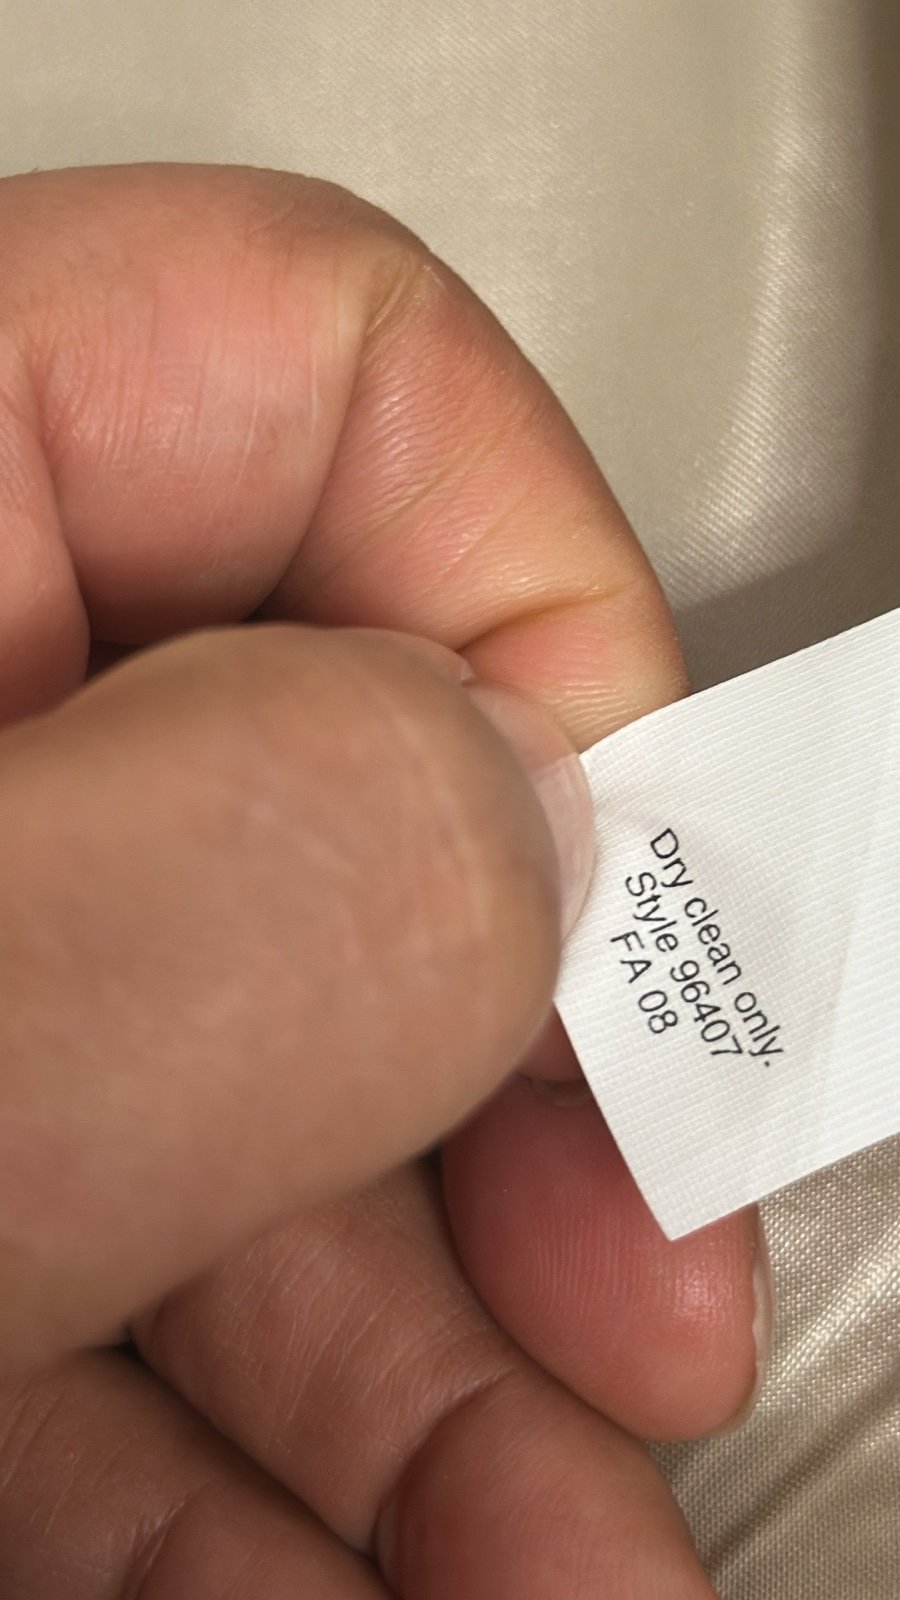 Dry clean only.
Style 96407
FA 08